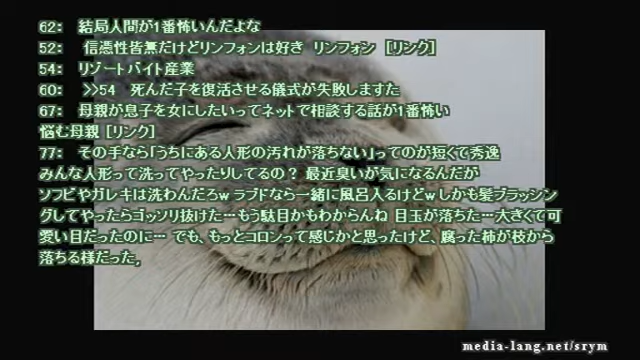 62:　結局人間が1番怖いんだよな
52:　信憑性皆無だけどリンフォンは好き　リンフォン　[リンク]
54:　リゾートバイト産業
60:　>>54　死んだ子を復活させる儀式が失敗しますた
67:　母親が息子を女にしたいってネットで相談する話が1番怖い
悩む母親 [リンク]
77:　その手なら「うちにある人形の汚れが落ちない」ってのが短くて秀逸
みんな人形って洗ってやったりしてるの？ 最近臭いが気になるんだが
ソフビやガレキは洗わんだろw ラブドなら一緒に風呂入るけどw しかも髪ブラッシン
グしてやったらゴッソリ抜けた…もう駄目かもわからんね 目玉が落ちた…大きくて可
愛い目だったのに… でも、もっとコロンって感じかと思ったけど、腐った柿が枝から
落ちる様だった。
media-lang.net/srym